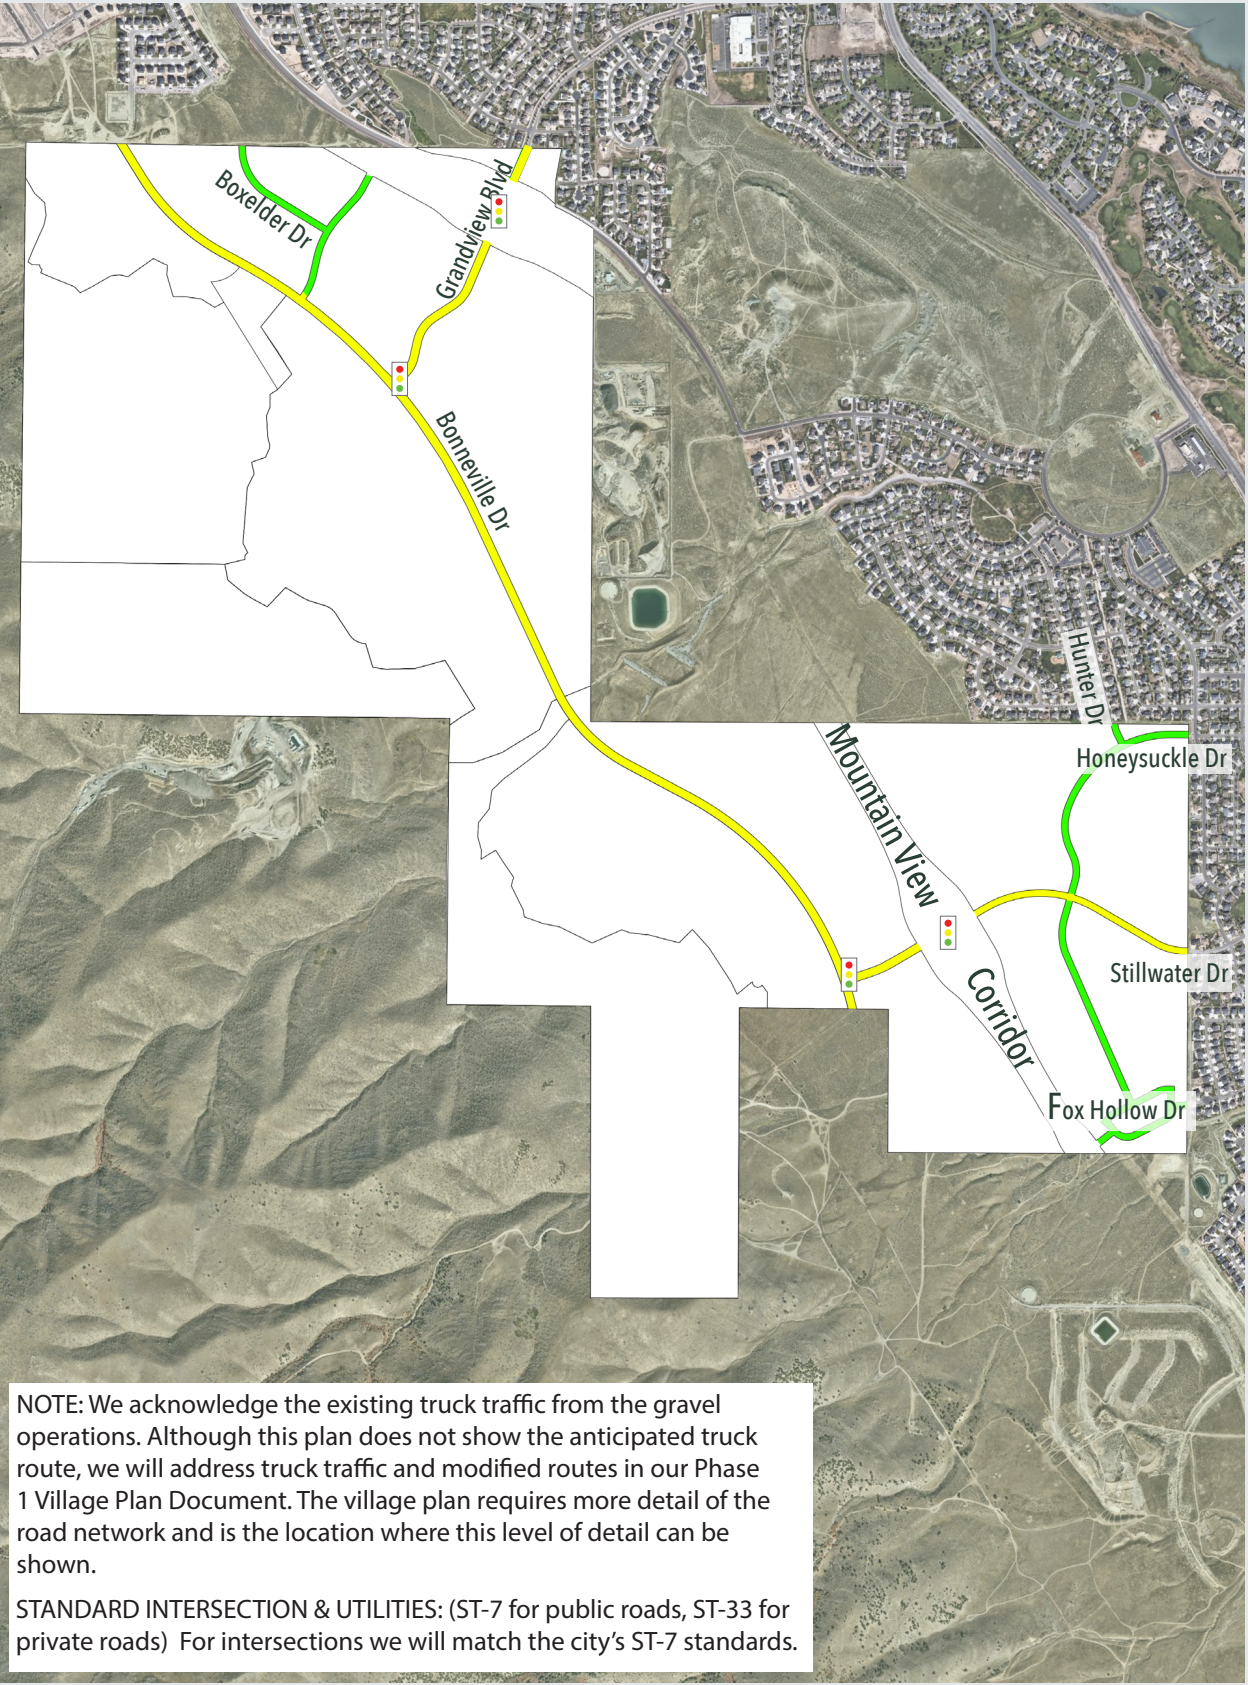 Boxelder Dr
Grandview Blvd
Bonneville Dr
Hunter Dr
Honeysuckle Dr
Mountain View
Corridor
Stillwater Dr
Fox Hollow Dr
NOTE: We acknowledge the existing truck traffic from the gravel
operations. Although this plan does not show the anticipated truck
route, we will address truck traffic and modified routes in our Phase
1 Village Plan Document. The village plan requires more detail of the
road network and is the location where this level of detail can be
shown.
STANDARD INTERSECTION & UTILITIES: (ST-7 for public roads, ST-33 for
private roads)  For intersections we will match the city’s ST-7 standards.